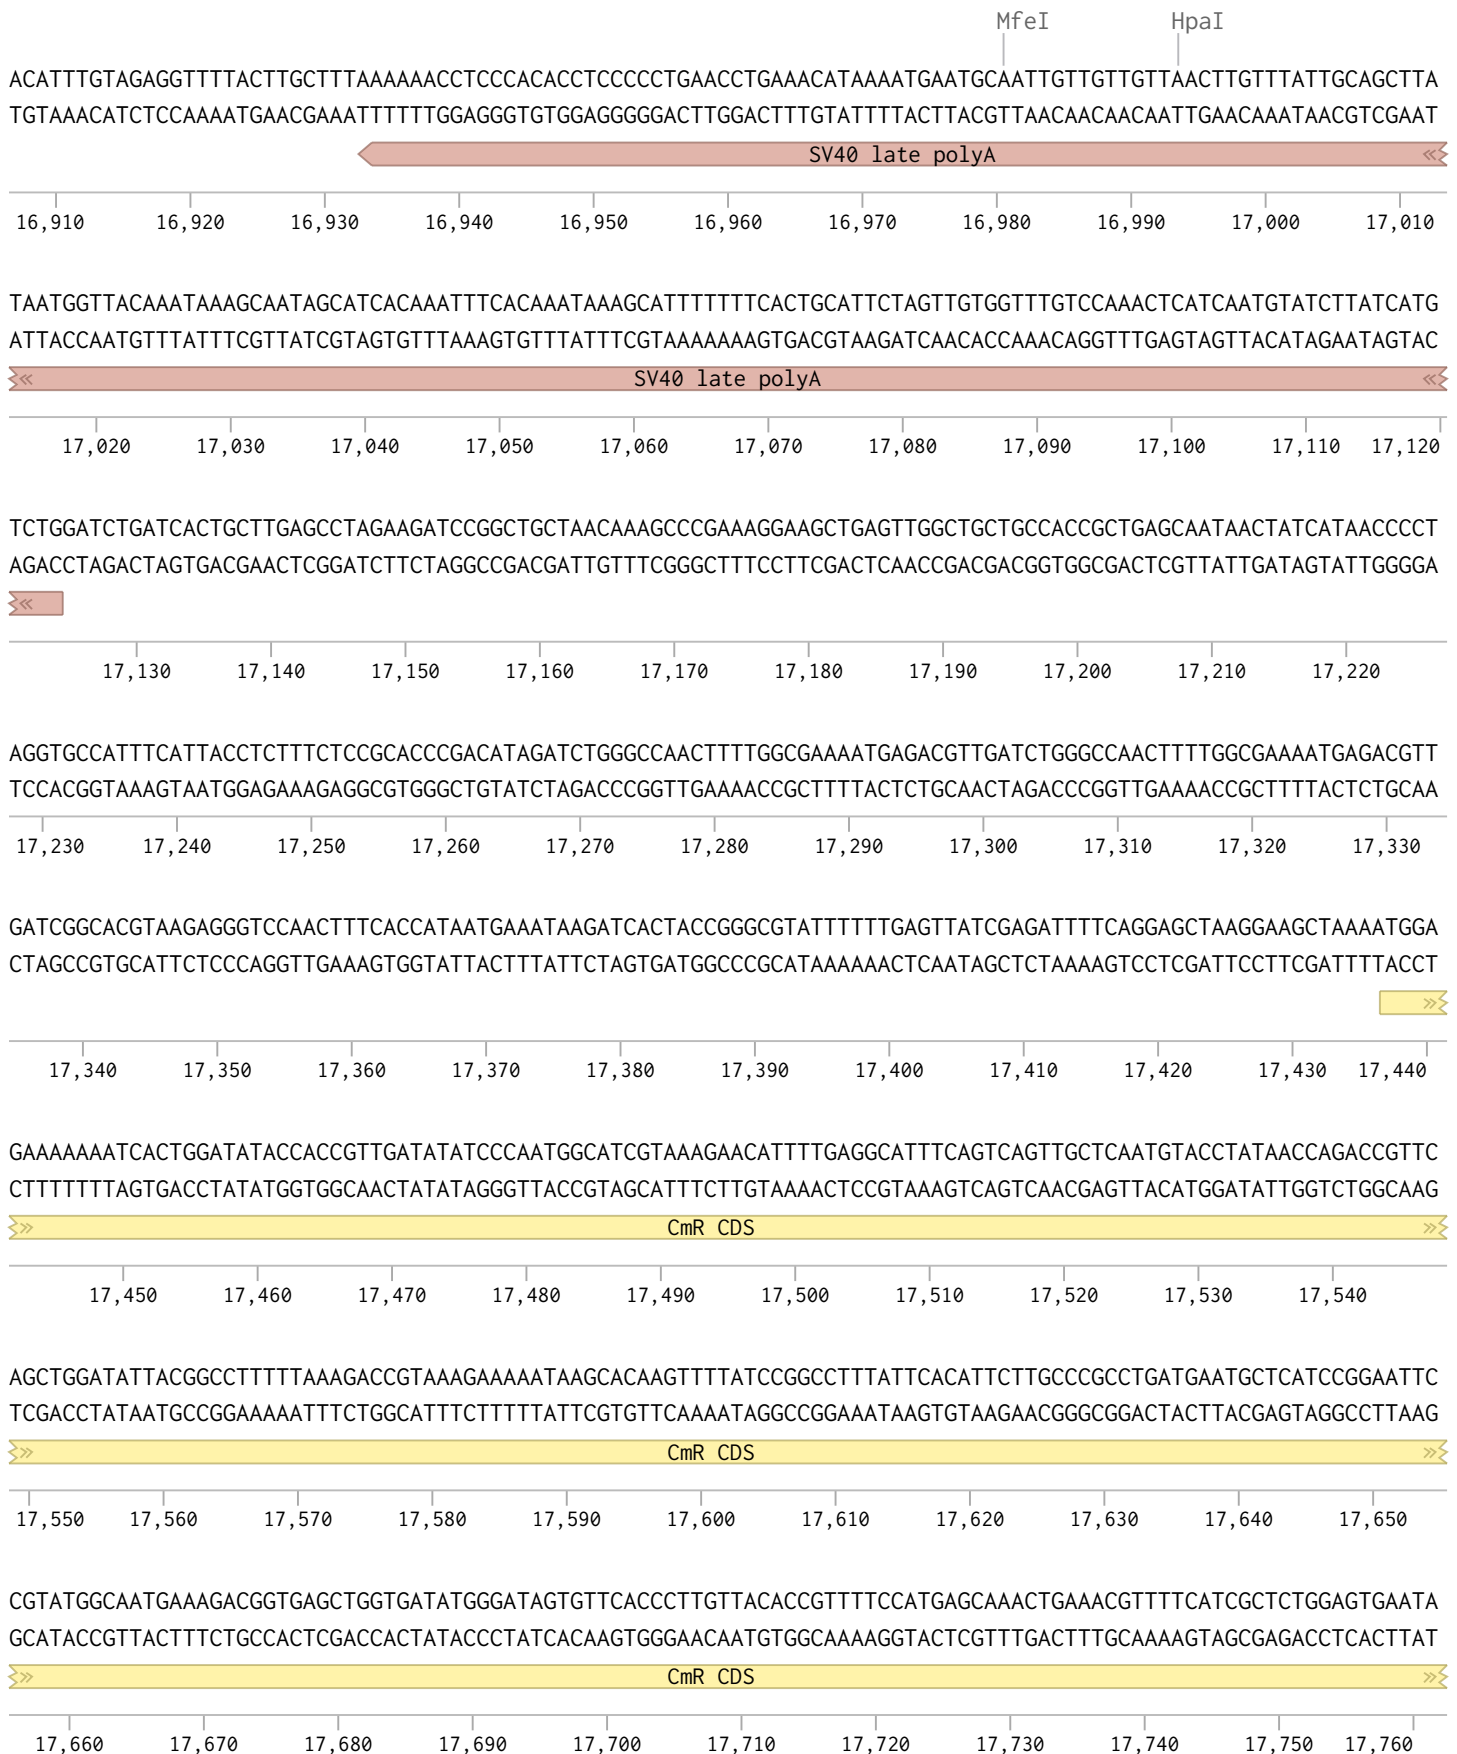 MfeI HpaI
ACATTTGTAGAGGTTTTACTTGCTTTAAAAAACCTCCCACACCTCCCCCTGAACCTGAAACATAAAATGAATGCAATTGTTGTTGTTAACTTGTTTATTGCAGCTTA
TGTAAACATCTCCAAAATGAACGAAATTTTTTGGAGGGTGTGGAGGGGGACTTGGACTTTGTATTTTACTTACGTTAACAACAACAATTGAACAAATAACGTCGAAT
SV40 late polyA
16,910 16,920 16,930 16,940 16,950 16,960 16,970 16,980 16,990 17,000 17,010
TAATGGTTACAAATAAAGCAATAGCATCACAAATTTCACAAATAAAGCATTTTTTTCACTGCATTCTAGTTGTGGTTTGTCCAAACTCATCAATGTATCTTATCATG
ATTACCAATGTTTATTTCGTTATCGTAGTGTTTAAAGTGTTTATTTCGTAAAAAAAGTGACGTAAGATCAACACCAAACAGGTTTGAGTAGTTACATAGAATAGTAC
SV40 late polyA
17,020 17,030 17,040 17,050 17,060 17,070 17,080 17,090 17,100 17,110 17,120
TCTGGATCTGATCACTGCTTGAGCCTAGAAGATCCGGCTGCTAACAAAGCCCGAAAGGAAGCTGAGTTGGCTGCTGCCACCGCTGAGCAATAACTATCATAACCCCT
AGACCTAGACTAGTGACGAACTCGGATCTTCTAGGCCGACGATTGTTTCGGGCTTTCCTTCGACTCAACCGACGACGGTGGCGACTCGTTATTGATAGTATTGGGGA
17,130 17,140 17,150 17,160 17,170 17,180 17,190 17,200 17,210 17,220
AGGTGCCATTTCATTACCTCTTTCTCCGCACCCGACATAGATCTGGGCCAACTTTTGGCGAAAATGAGACGTTGATCTGGGCCAACTTTTGGCGAAAATGAGACGTT
TCCACGGTAAAGTAATGGAGAAAGAGGCGTGGGCTGTATCTAGACCCGGTTGAAAACCGCTTTTACTCTGCAACTAGACCCGGTTGAAAACCGCTTTTACTCTGCAA
17,230 17,240 17,250 17,260 17,270 17,280 17,290 17,300 17,310 17,320 17,330
GATCGGCACGTAAGAGGGTCCAACTTTCACCATAATGAAATAAGATCACTACCGGGCGTATTTTTTGAGTTATCGAGATTTTCAGGAGCTAAGGAAGCTAAAATGGA
CTAGCCGTGCATTCTCCCAGGTTGAAAGTGGTATTACTTTATTCTAGTGATGGCCCGCATAAAAAACTCAATAGCTCTAAAAGTCCTCGATTCCTTCGATTTTACCT
17,340 17,350 17,360 17,370 17,380 17,390 17,400 17,410 17,420 17,430 17,440
GAAAAAAATCACTGGATATACCACCGTTGATATATCCCAATGGCATCGTAAAGAACATTTTGAGGCATTTCAGTCAGTTGCTCAATGTACCTATAACCAGACCGTTC
CTTTTTTTAGTGACCTATATGGTGGCAACTATATAGGGTTACCGTAGCATTTCTTGTAAAACTCCGTAAAGTCAGTCAACGAGTTACATGGATATTGGTCTGGCAAG
CmR CDS
17,450 17,460 17,470 17,480 17,490 17,500 17,510 17,520 17,530 17,540
AGCTGGATATTACGGCCTTTTTAAAGACCGTAAAGAAAAATAAGCACAAGTTTTATCCGGCCTTTATTCACATTCTTGCCCGCCTGATGAATGCTCATCCGGAATTC
TCGACCTATAATGCCGGAAAAATTTCTGGCATTTCTTTTTATTCGTGTTCAAAATAGGCCGGAAATAAGTGTAAGAACGGGCGGACTACTTACGAGTAGGCCTTAAG
CmR CDS
17,550 17,560 17,570 17,580 17,590 17,600 17,610 17,620 17,630 17,640 17,650
CGTATGGCAATGAAAGACGGTGAGCTGGTGATATGGGATAGTGTTCACCCTTGTTACACCGTTTTCCATGAGCAAACTGAAACGTTTTCATCGCTCTGGAGTGAATA
GCATACCGTTACTTTCTGCCACTCGACCACTATACCCTATCACAAGTGGGAACAATGTGGCAAAAGGTACTCGTTTGACTTTGCAAAAGTAGCGAGACCTCACTTAT
CmR CDS
17,660 17,670 17,680 17,690 17,700 17,710 17,720 17,730 17,740 17,750 17,760